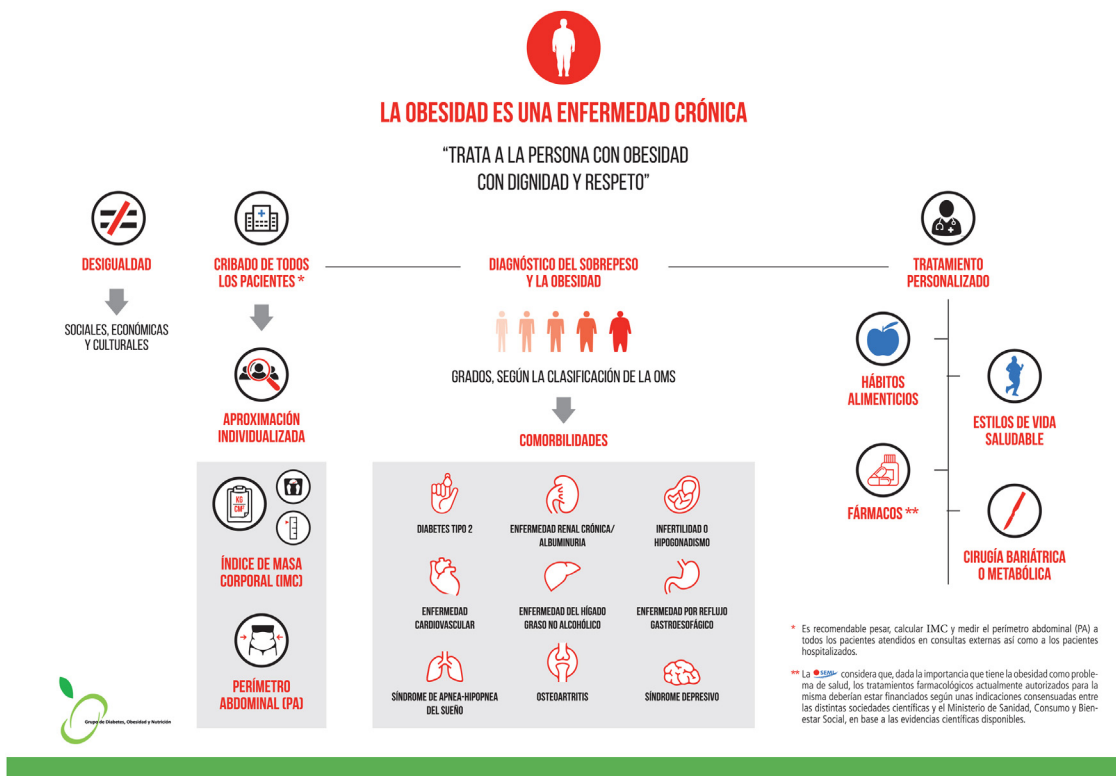 LA OBESIDAD ES UNA ENFERMEDAD CRÓNICA
“TRATA A LA PERSONA CON OBESIDAD
CON DIGNIDAD Y RESPETO”
DESIGUALDAD
SOCIALES, ECONÓMICAS
Y CULTURALES
CRIBADO DE TODOS
LOS PACIENTES *
APROXIMACIÓN
INDIVIDUALIZADA
KG
CM²
ÍNDICE DE MASA
CORPORAL (IMC)
PERÍMETRO
ABDOMINAL (PA)
DIAGNÓSTICO DEL SOBREPESO
Y LA OBESIDAD
GRADOS, SEGÚN LA CLASIFICACIÓN DE LA OMS
COMORBILIDADES
DIABETES TIPO 2
ENFERMEDAD RENAL CRÓNICA/
ALBUMINURIA
INFERTILIDAD O
HIPOGONADISMO
ENFERMEDAD
CARDIOVASCULAR
ENFERMEDAD DEL HÍGADO
GRASO NO ALCOHÓLICO
ENFERMEDAD POR REFLUJO
GASTROESOFÁGICO
SÍNDROME DE APNEA-HIPOPNEA
DEL SUEÑO
OSTEOARTRITIS
SÍNDROME DEPRESIVO
TRATAMIENTO
PERSONALIZADO
HÁBITOS
ALIMENTICIOS
ESTILOS DE VIDA
SALUDABLE
FÁRMACOS **
CIRUGÍA BARIÁTRICA
O METABÓLICA
* Es recomendable pesar, calcular IMC y medir el perímetro abdominal (PA) a
todos los pacientes atendidos en consultas externas así como a los pacientes
hospitalizados.
** La SEMI considera que, dada la importancia que tiene la obesidad como proble-
ma de salud, los tratamientos farmacológicos actualmente autorizados para la
misma deberían estar financiados según unas indicaciones consensuadas entre
las distintas sociedades científicas y el Ministerio de Sanidad, Consumo y Bien-
estar Social, en base a las evidencias científicas disponibles.
Grupo de Diabetes, Obesidad y Nutrición